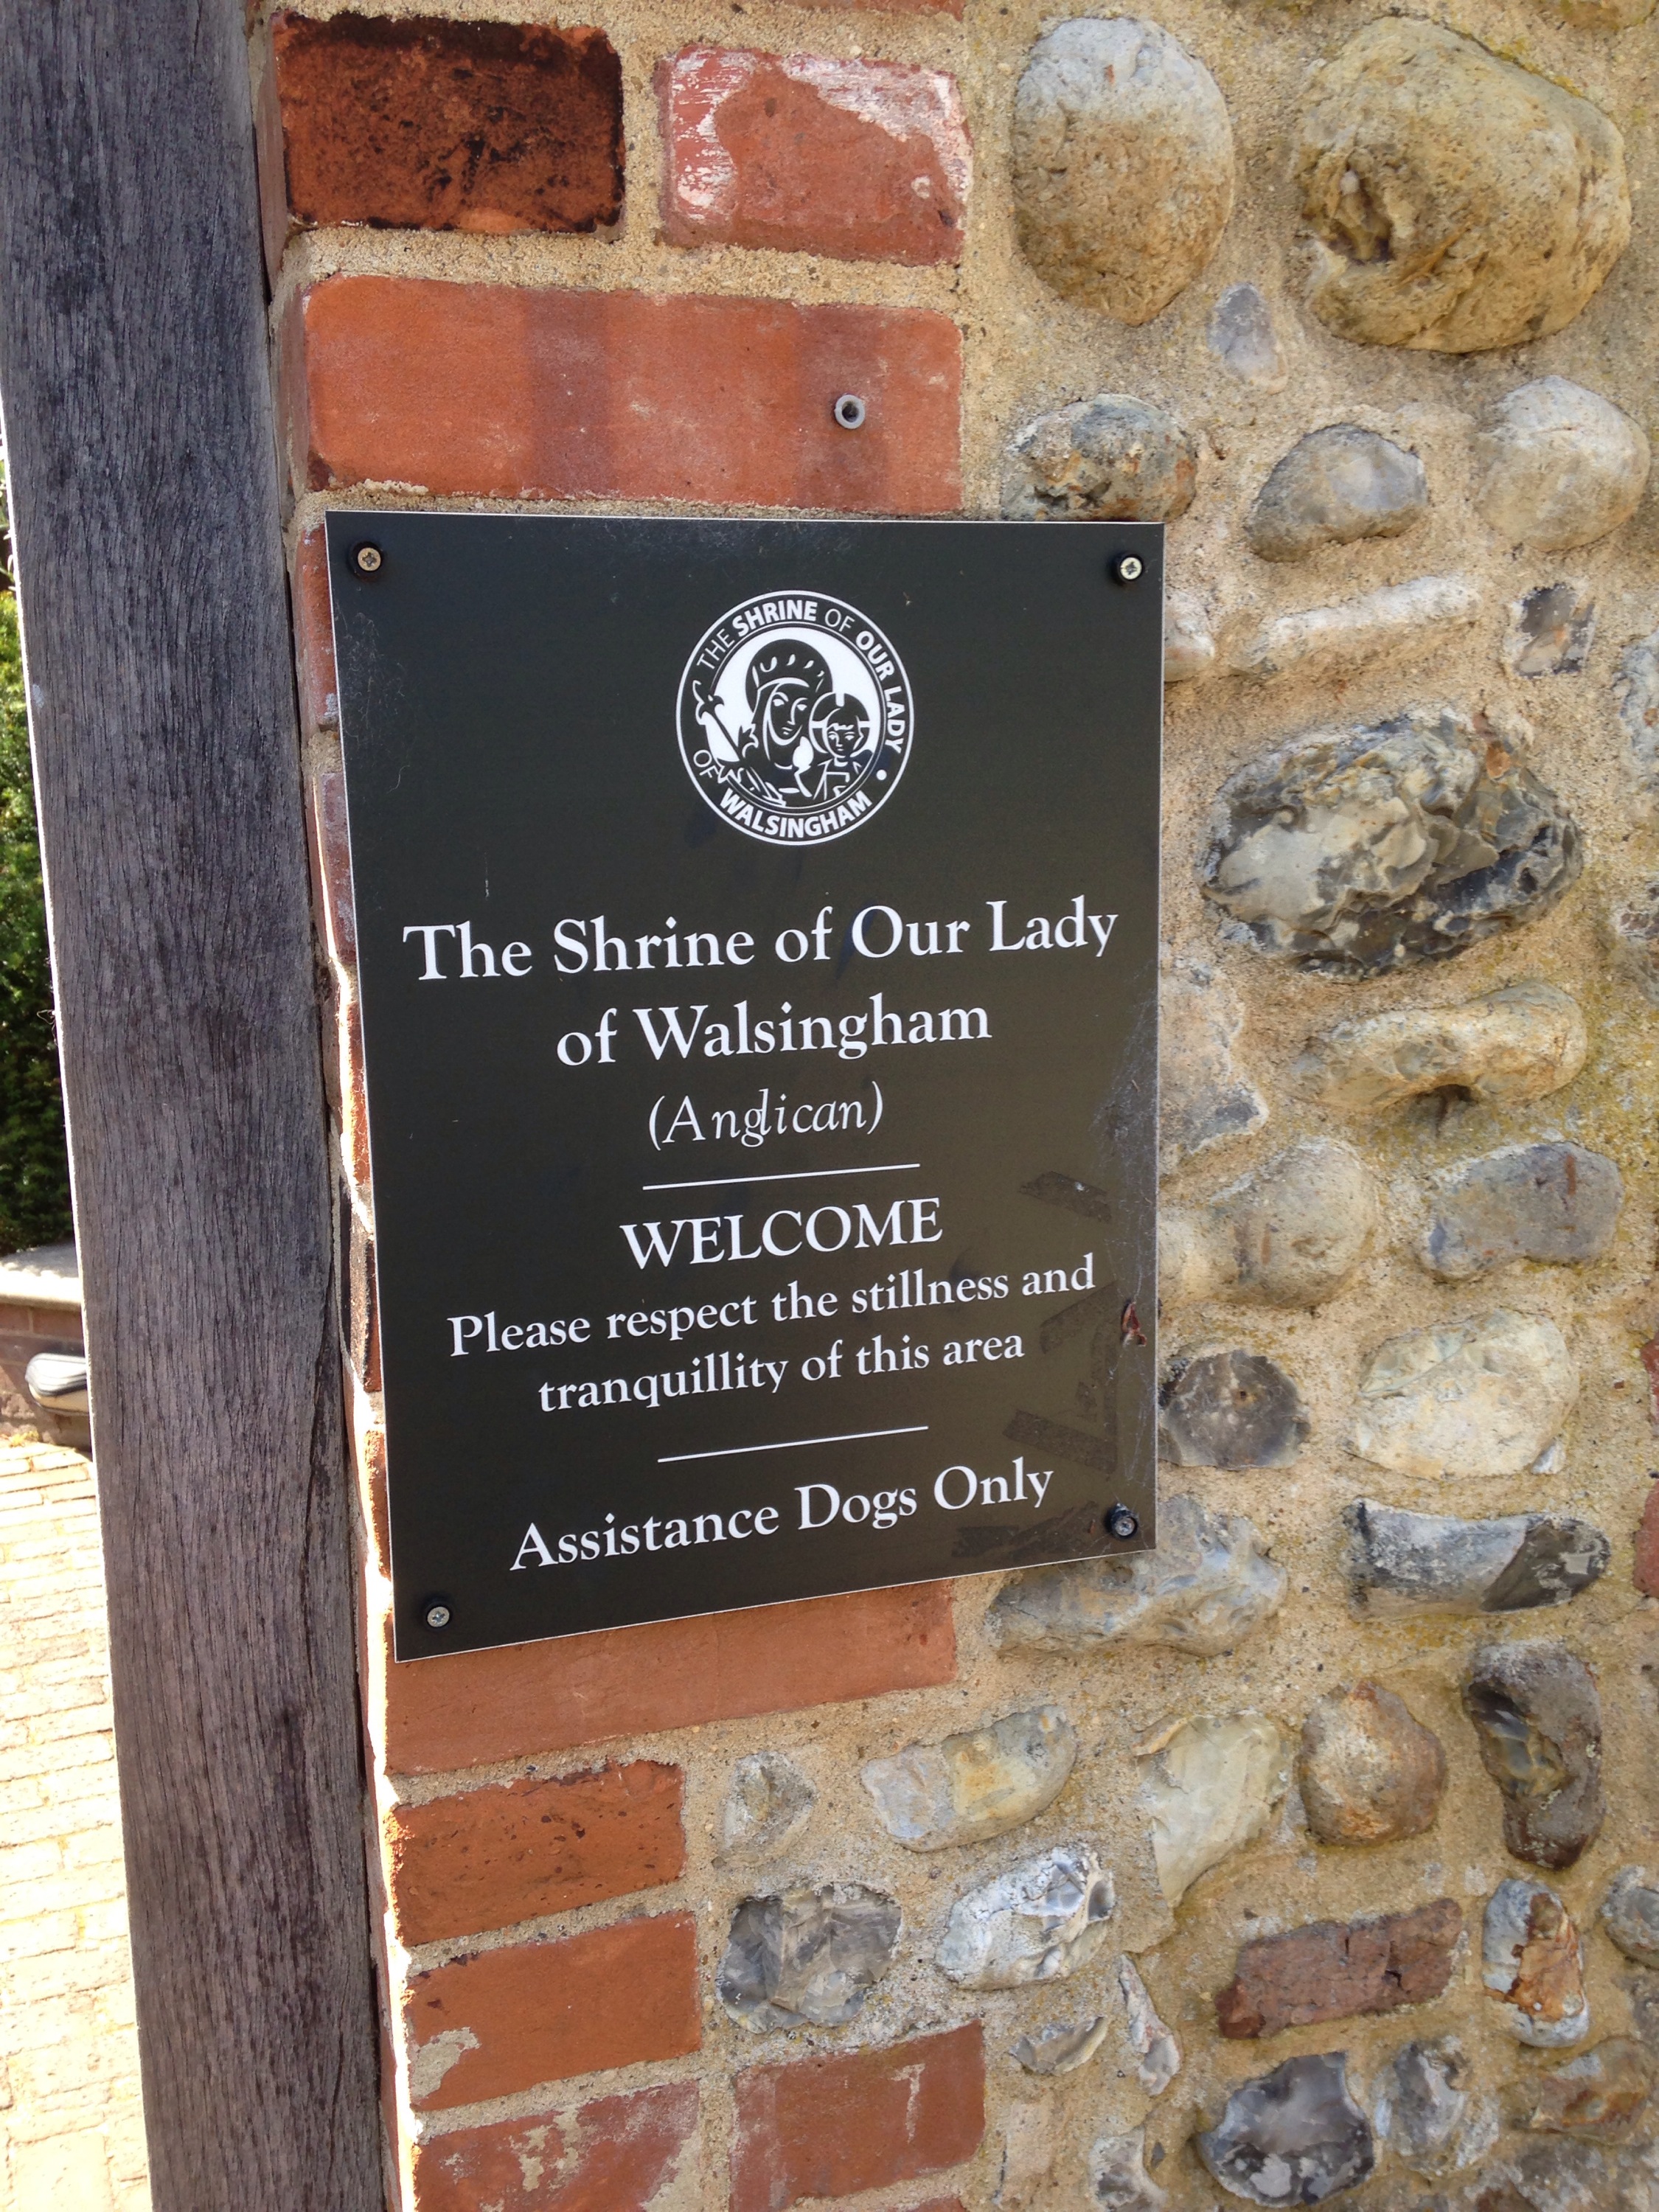 THE SHRINE OF OUR LADY • OF WALSINGHAM
The Shrine of Our Lady
of Walsingham
(Anglican)
WELCOME
Please respect the stillness and
tranquillity of this area
Assistance Dogs Only